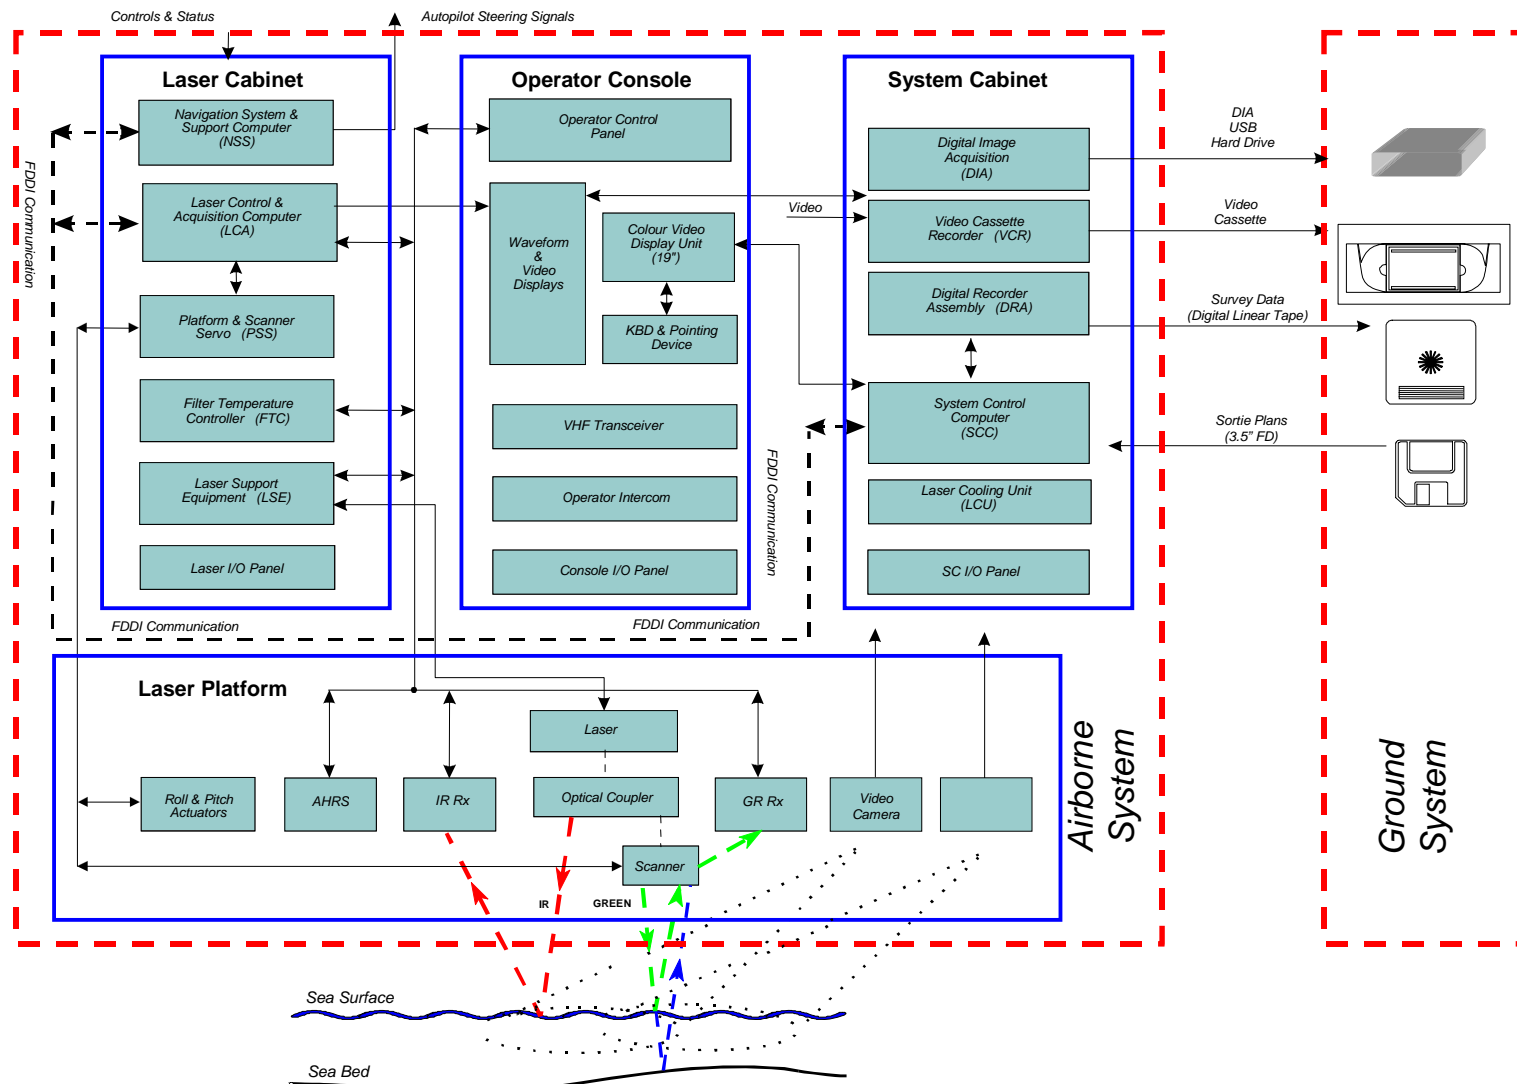 Controls & Status
Autopilot Steering Signals
Laser Cabinet
Navigation System &
Support Computer
(NSS)
Laser Control &
Acquisition Computer
(LCA)
Platform & Scanner
Servo (PSS)
Filter Temperature
Controller (FTC)
Laser Support
Equipment (LSE)
Laser I/O Panel
FDDI Communication
FDDI Communication
FDDI Communication
FDDI Communication
Operator Console
Operator Control
Panel
Waveform
&
Video
Displays
Colour Video
Display Unit
(19")
KBD & Pointing
Device
VHF Transceiver
Operator Intercom
Console I/O Panel
System Cabinet
Digital Image
Acquisition
(DIA)
Video
Video Cassette
Recorder (VCR)
Digital Recorder
Assembly (DRA)
System Control
Computer
(SCC)
Laser Cooling Unit
(LCU)
SC I/O Panel
DIA
USB
Hard Drive
Video
Cassette
Survey Data
(Digital Linear Tape)
Sortie Plans
(3.5" FD)
Laser Platform
Laser
Roll & Pitch
Actuators
AHRS
IR Rx
Optical Coupler
GR Rx
Video
Camera
Scanner
IR
GREEN
Airborne
System
Ground
System
Sea Surface
Sea Bed